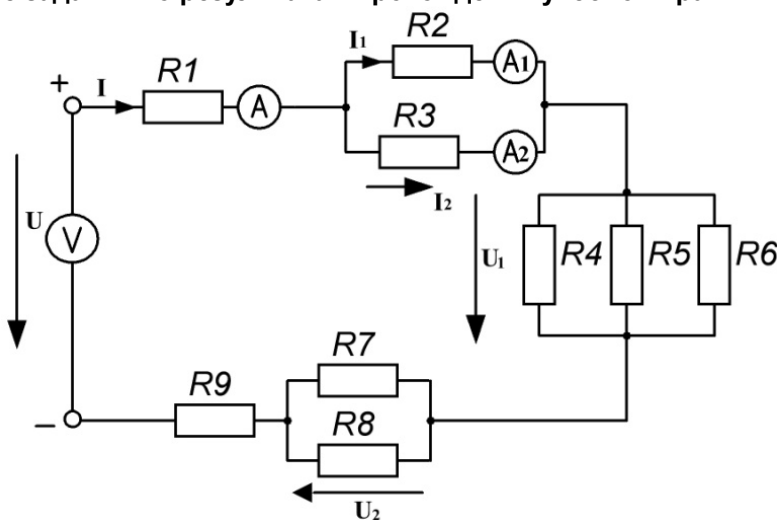 I₁ R2 A1
+ I R1 A
R3 A2
I₂
U V U₁ R4 R5 R6
R7
R9
− R8
U₂